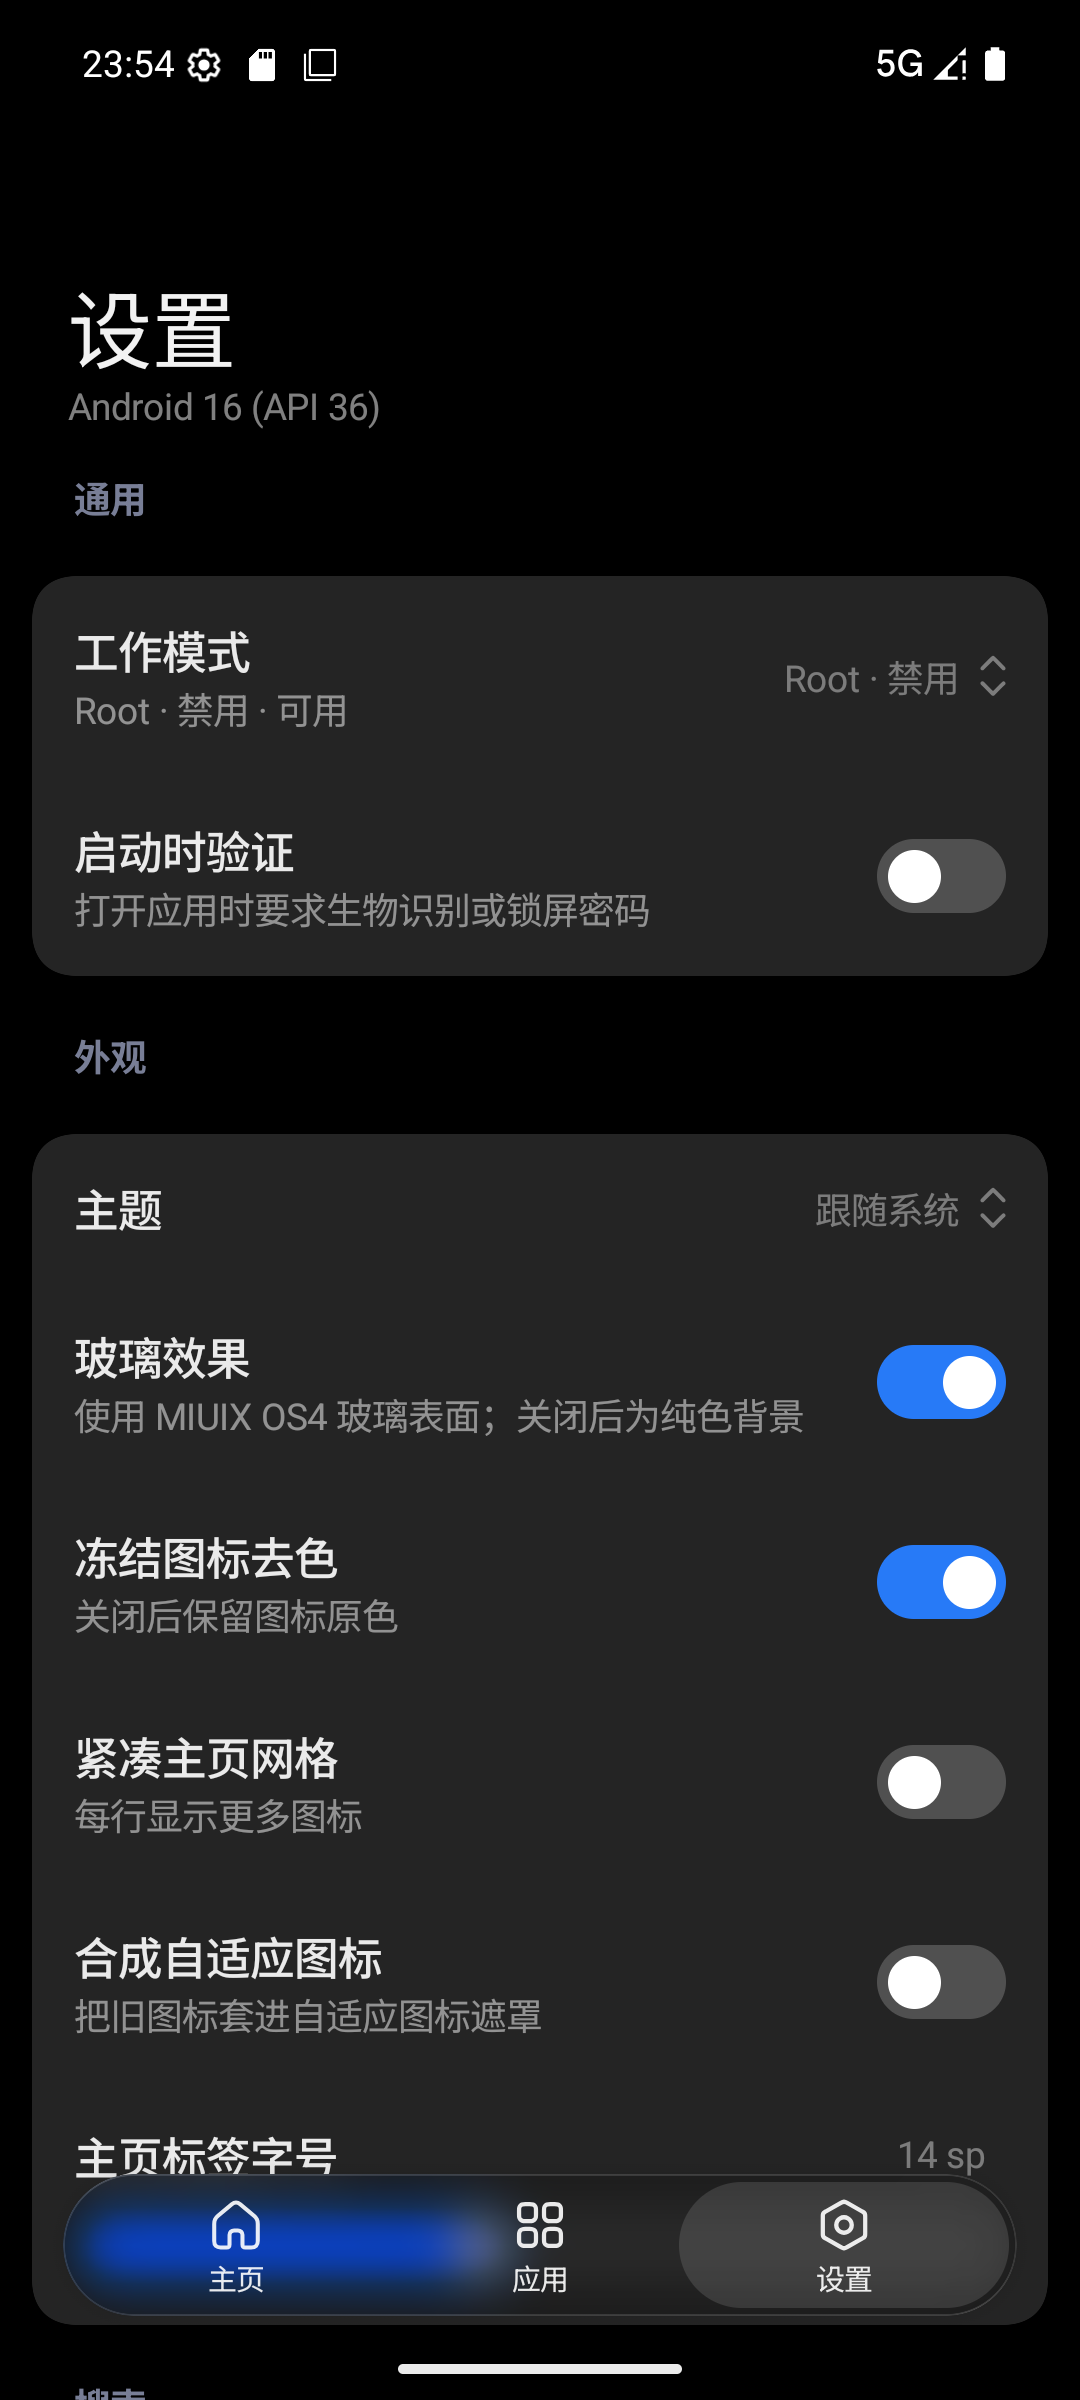 23:54
5G
设置
Android 16 (API 36)
通用
工作模式
Root · 禁用 · 可用
Root · 禁用
启动时验证
打开应用时要求生物识别或锁屏密码
外观
主题
跟随系统
玻璃效果
使用 MIUIX OS4 玻璃表面；关闭后为纯色背景
冻结图标去色
关闭后保留图标原色
紧凑主页网格
每行显示更多图标
合成自适应图标
把旧图标套进自适应图标遮罩
主页标签字号
14 sp
主页
应用
设置
搜索